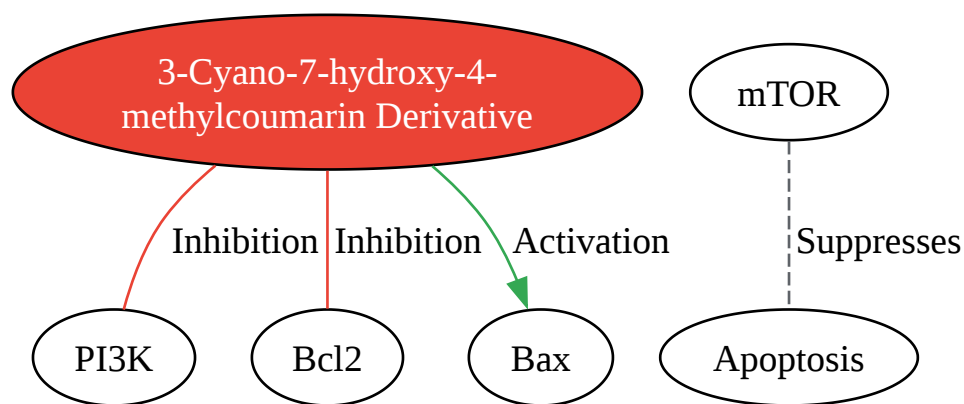 3-Cyano-7-hydroxy-4-
methylcoumarin Derivative
mTOR
Inhibition
Inhibition
Activation
Suppresses
PI3K
Bcl2
Bax
Apoptosis